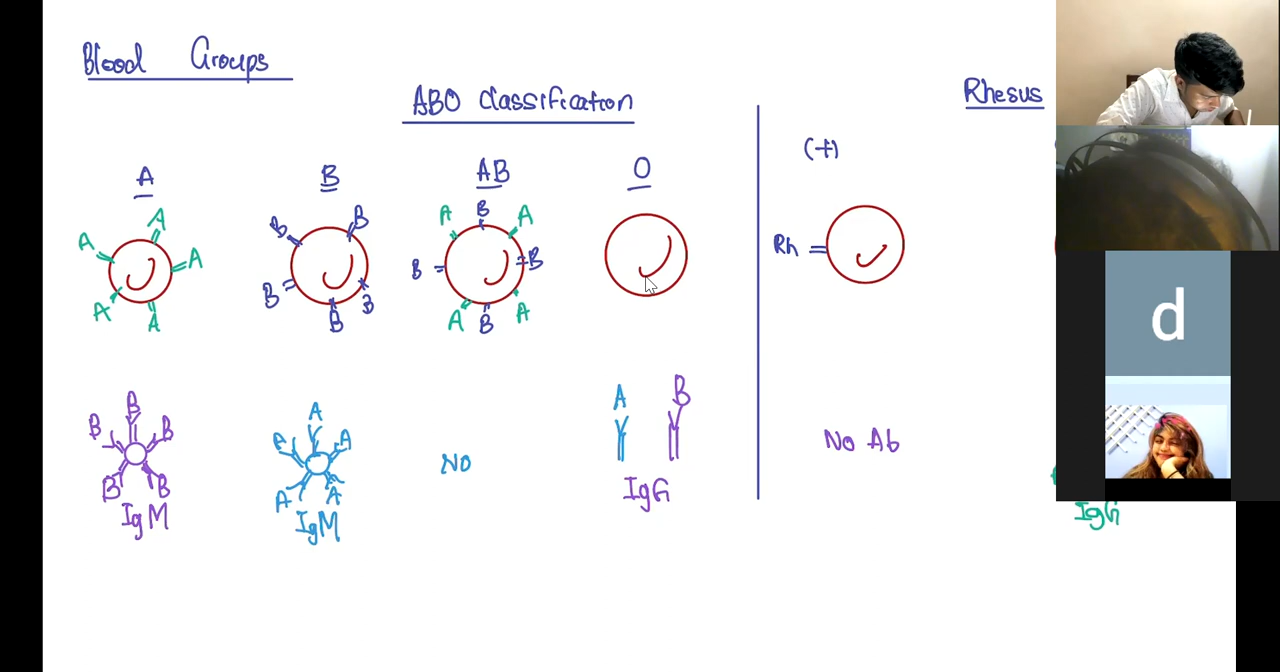 Blood Groups
ABO Classification
Rhesus
A
B
AB
O
(+)
A A A A A
B B B B B
A B A B A B A B
Rh
B B B B B
IgM
A A A A A
IgM
NO
A B
IgG
No Ab
IgG
d